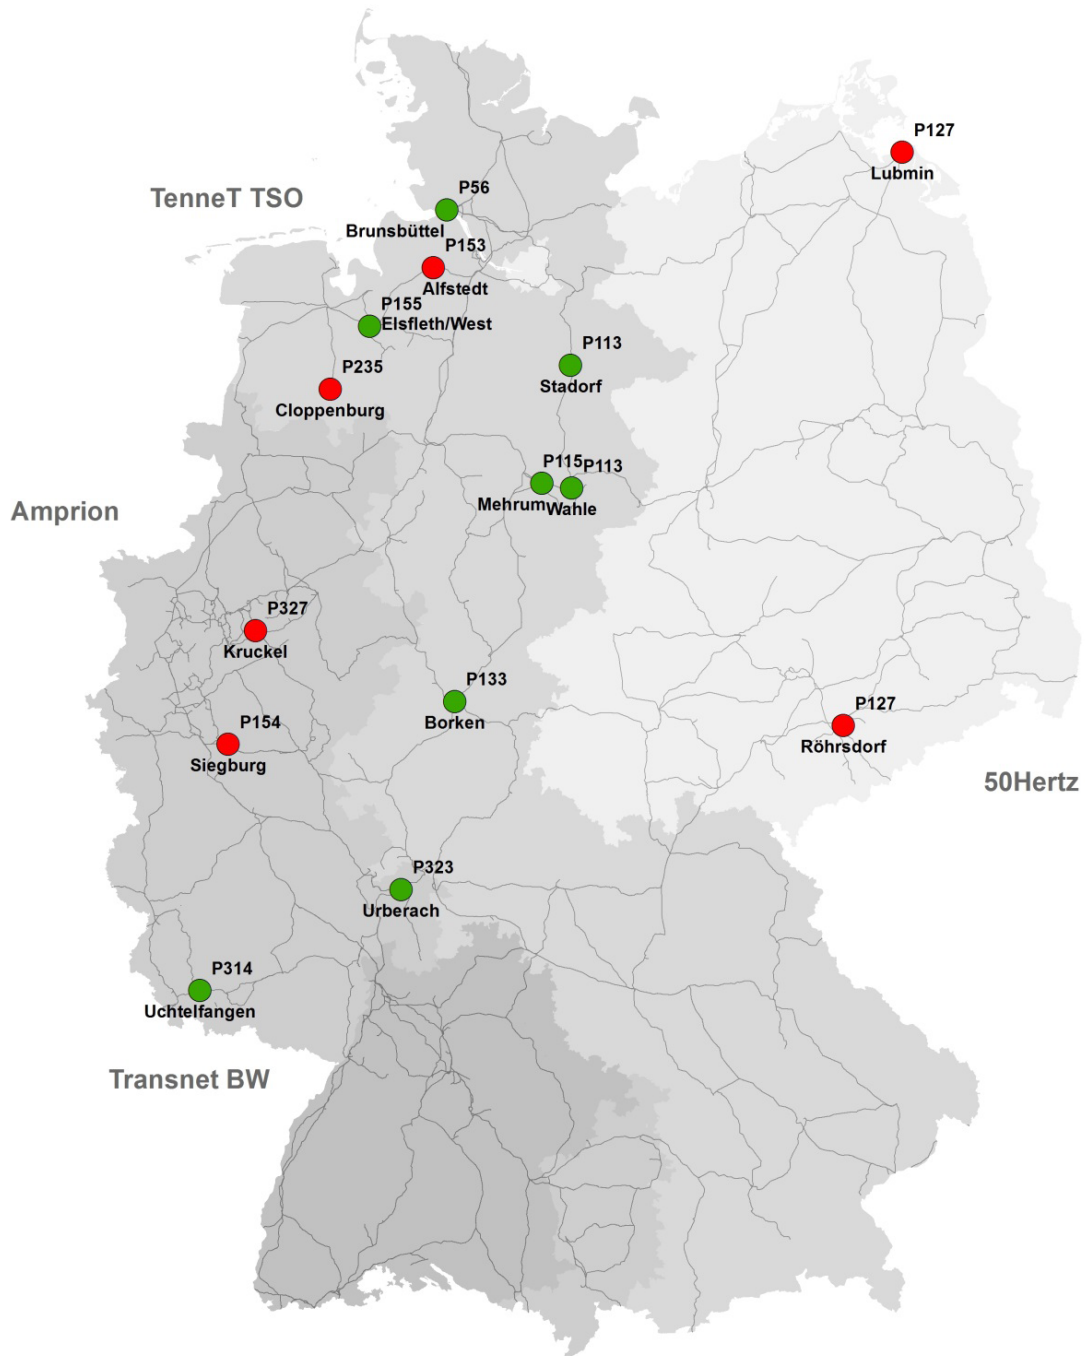 P127
Lubmin
TenneT TSO
P56
Brunsbüttel
P153
Alfstedt
P155
Elsfleth/West
P113
Stadorf
P235
Cloppenburg
P115
P113
Mehrum
Wahle
Amprion
P327
Kruckel
P133
Borken
P154
Siegburg
P127
Röhrsdorf
50Hertz
P323
Urberach
P314
Uchtelfangen
Transnet BW